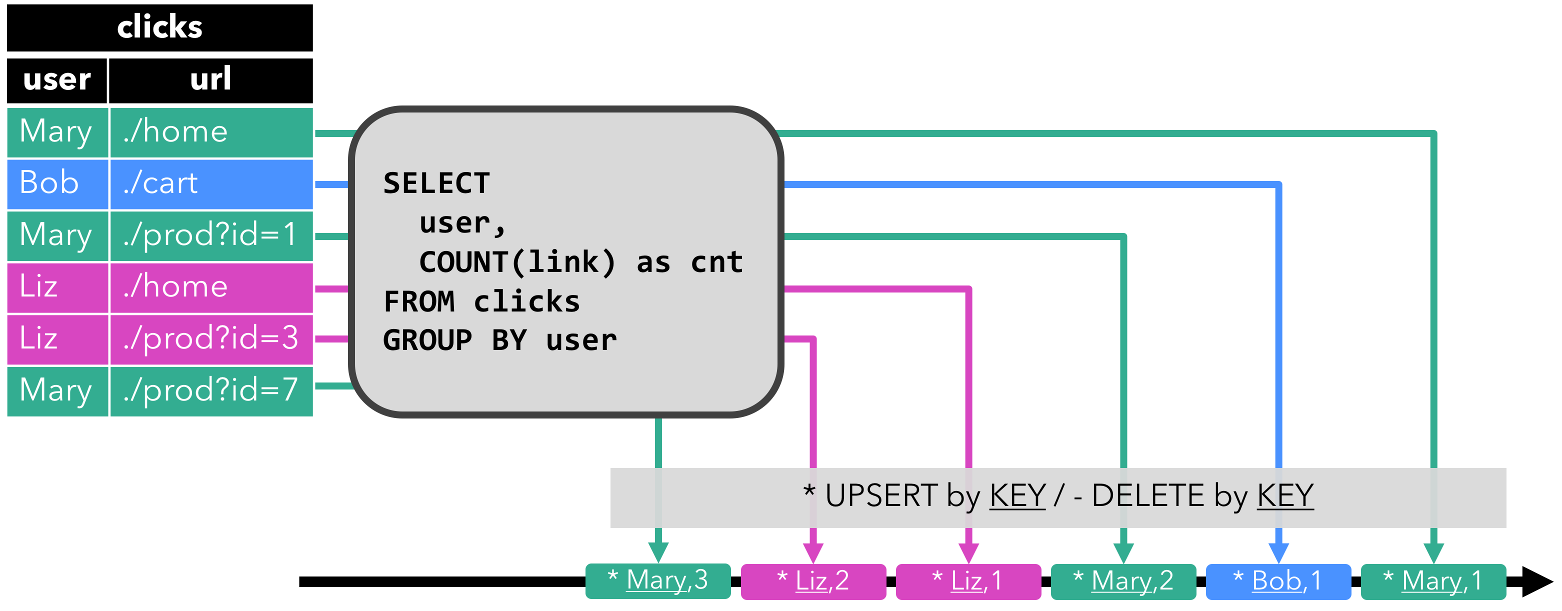 clicks
user url
Mary ./home
Bob ./cart
Mary ./prod?id=1
Liz ./home
Liz ./prod?id=3
Mary ./prod?id=7
SELECT
user,
COUNT(link) as cnt
FROM clicks
GROUP BY user
* UPSERT by KEY / - DELETE by KEY
* Mary,3 * Liz,2 * Liz,1 * Mary,2 * Bob,1 * Mary,1